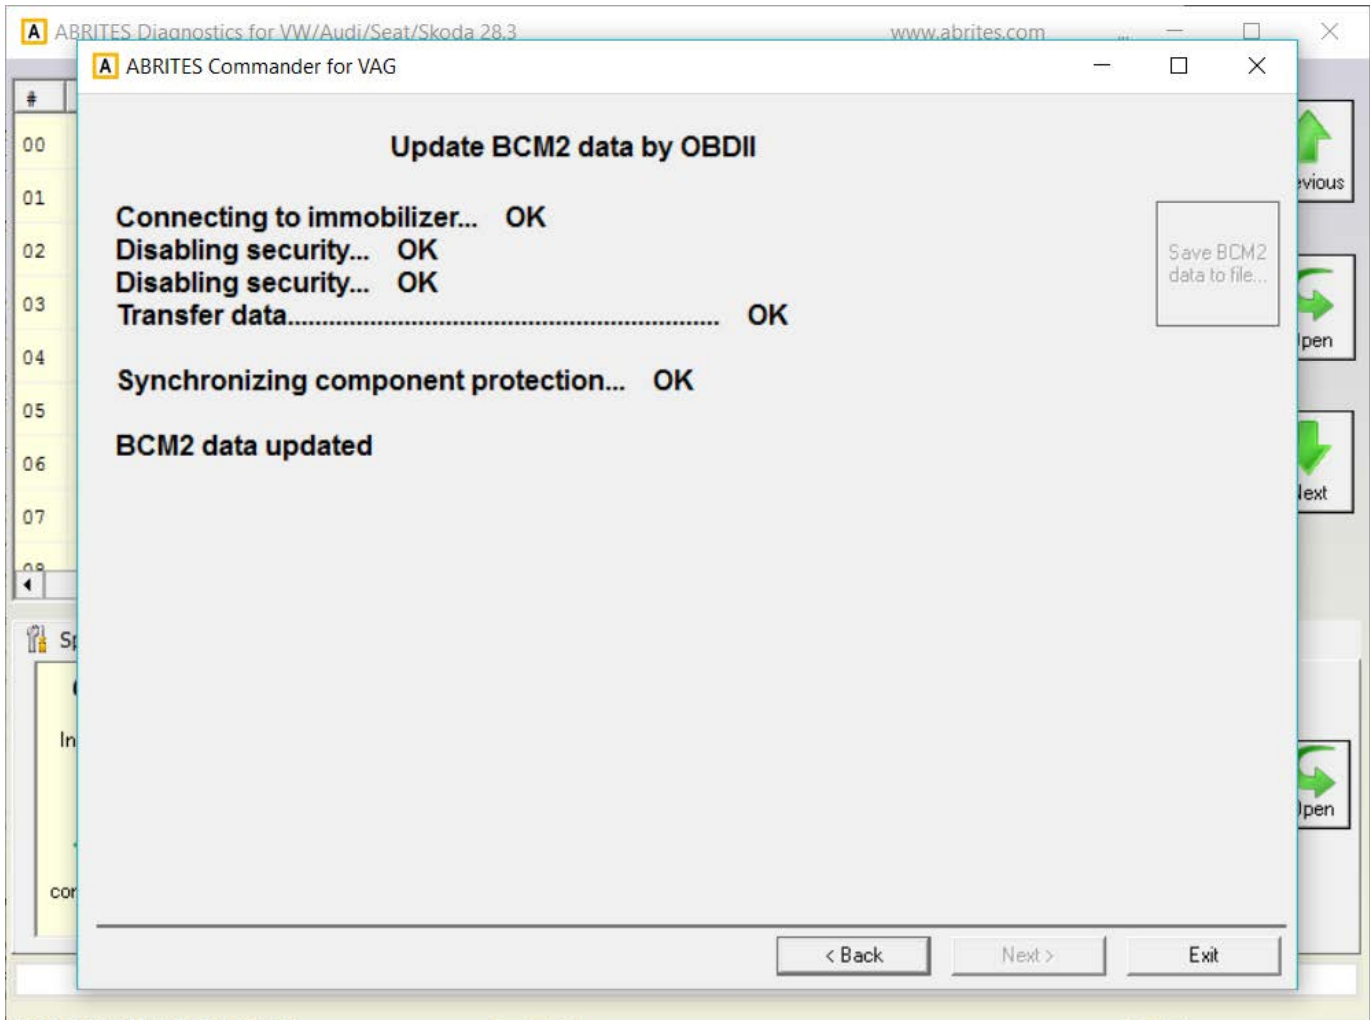 A ABRITES Diagnostics for VW/Audi/Seat/Skoda 28.3 www.abrites.com ...
A ABRITES Commander for VAG
#
00
01
02
03
04
05
06
07
Update BCM2 data by OBDII
Connecting to immobilizer... OK
Disabling security... OK
Disabling security... OK
Transfer data............................................................. OK
Synchronizing component protection... OK
BCM2 data updated
Save BCM2
data to file...
Next
< Back
Next >
Exit